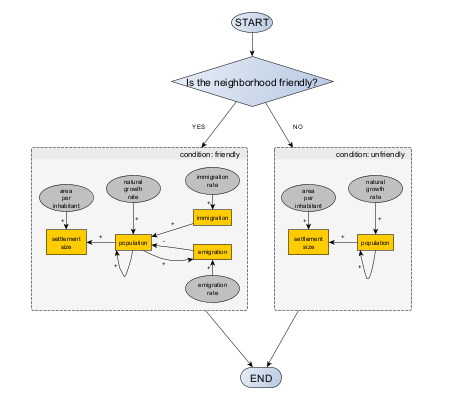 START
Is the neighborhood friendly?
YES
NO
condition: friendly
area
per
inhabitant
natural
growth
rate
immigration
rate
+
+
+
immigration
+
settlement
size
+
population
-
emigration
+
+
+
emigration
rate
condition: unfriendly
area
per
inhabitant
natural
growth
rate
+
+
settlement
size
+
population
+
END